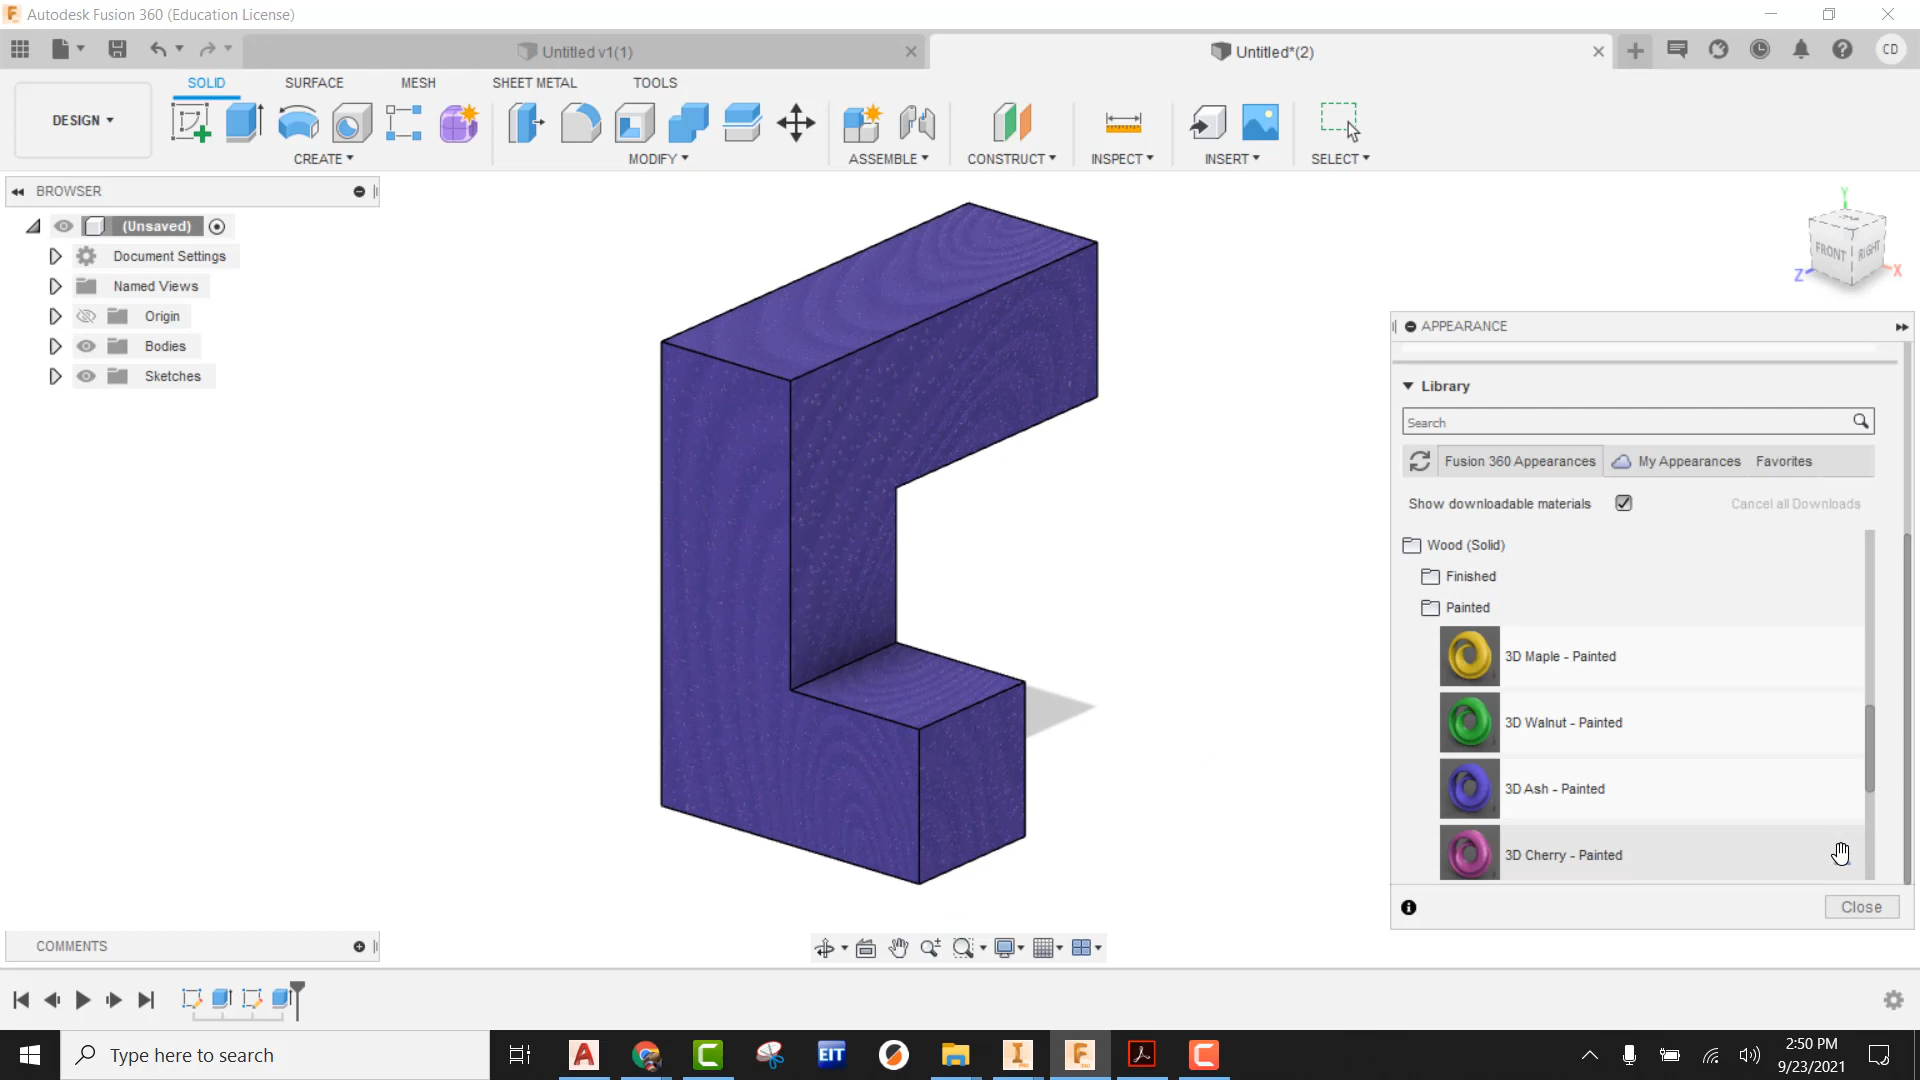 Autodesk Fusion 360 (Education License)
Untitled v1(1)
Untitled*(2)
CD
DESIGN
SOLID
SURFACE
MESH
SHEET METAL
TOOLS
CREATE
MODIFY
ASSEMBLE
CONSTRUCT
INSPECT
INSERT
SELECT
BROWSER
(Unsaved)
Document Settings
Named Views
Origin
Bodies
Sketches
Y
FRONT
RIGHT
Z
X
APPEARANCE
Library
Search
Fusion 360 Appearances
My Appearances
Favorites
Show downloadable materials
Cancel all Downloads
Wood (Solid)
Finished
Painted
3D Maple - Painted
3D Walnut - Painted
3D Ash - Painted
3D Cherry - Painted
Close
COMMENTS
Type here to search
EIT
2:50 PM
9/23/2021